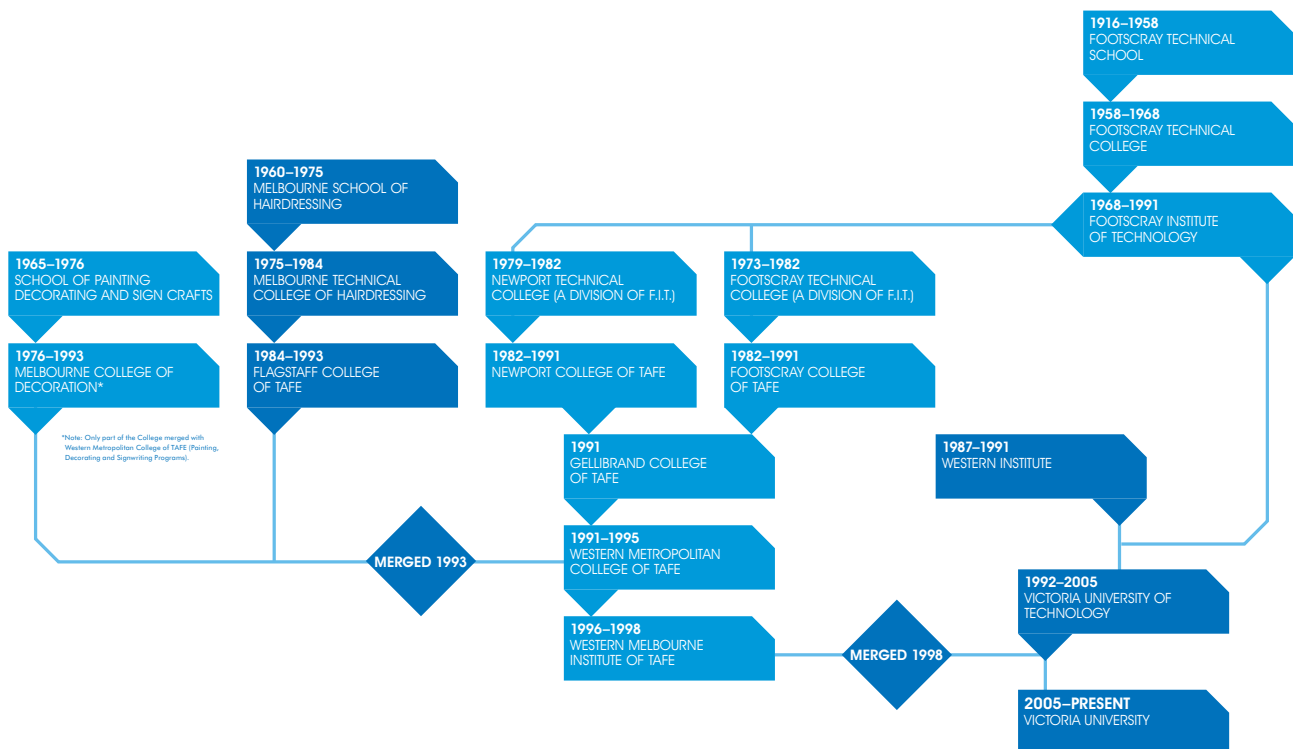 1916–1958
FOOTSCRAY TECHNICAL
SCHOOL
1958–1968
FOOTSCRAY TECHNICAL
COLLEGE
1960–1975
MELBOURNE SCHOOL OF
HAIRDRESSING
1968–1991
FOOTSCRAY INSTITUTE
OF TECHNOLOGY
1965–1976
SCHOOL OF PAINTING
DECORATING AND SIGN CRAFTS
1975–1984
MELBOURNE TECHNICAL
COLLEGE OF HAIRDRESSING
1979–1982
NEWPORT TECHNICAL
COLLEGE (A DIVISION OF F.I.T.)
1973–1982
FOOTSCRAY TECHNICAL
COLLEGE (A DIVISION OF F.I.T.)
1976–1993
MELBOURNE COLLEGE OF
DECORATION*
1984–1993
FLAGSTAFF COLLEGE
OF TAFE
1982–1991
NEWPORT COLLEGE OF TAFE
1982–1991
FOOTSCRAY COLLEGE
OF TAFE
*Note: Only part of the College merged with
Western Metropolitan College of TAFE (Painting,
Decorating and Signwriting Programs).
1991
GELLIBRAND COLLEGE
OF TAFE
1987–1991
WESTERN INSTITUTE
MERGED 1993
1991–1995
WESTERN METROPOLITAN
COLLEGE OF TAFE
1992–2005
VICTORIA UNIVERSITY OF
TECHNOLOGY
1996–1998
WESTERN MELBOURNE
INSTITUTE OF TAFE
MERGED 1998
2005–PRESENT
VICTORIA UNIVERSITY